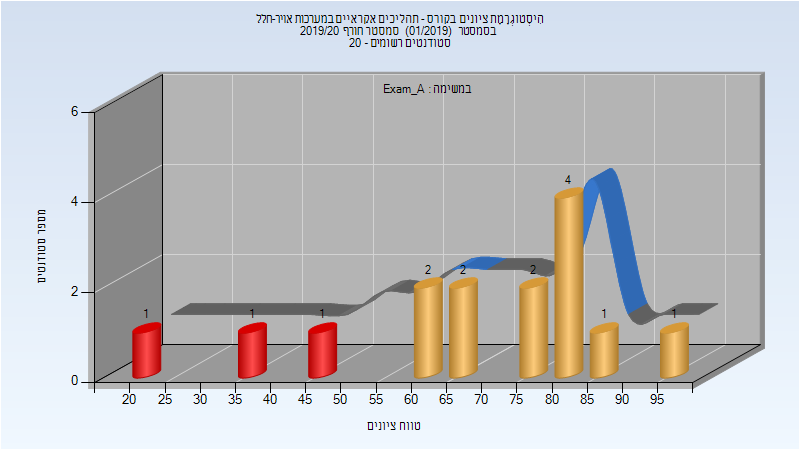 היסטוגרמת ציונים בקורס - תהליכים אקראיים במערכות אויר-חלל
בסמסטר (01/2019) סמסטר חורף 2019/20
סטודנטים רשומים - 20
במשימה : Exam_A
מספר סטודנטים
6
4
2
0
1
1
1
2
2
2
4
1
1
20 25 30 35 40 45 50 55 60 65 70 75 80 85 90 95
טווח ציונים